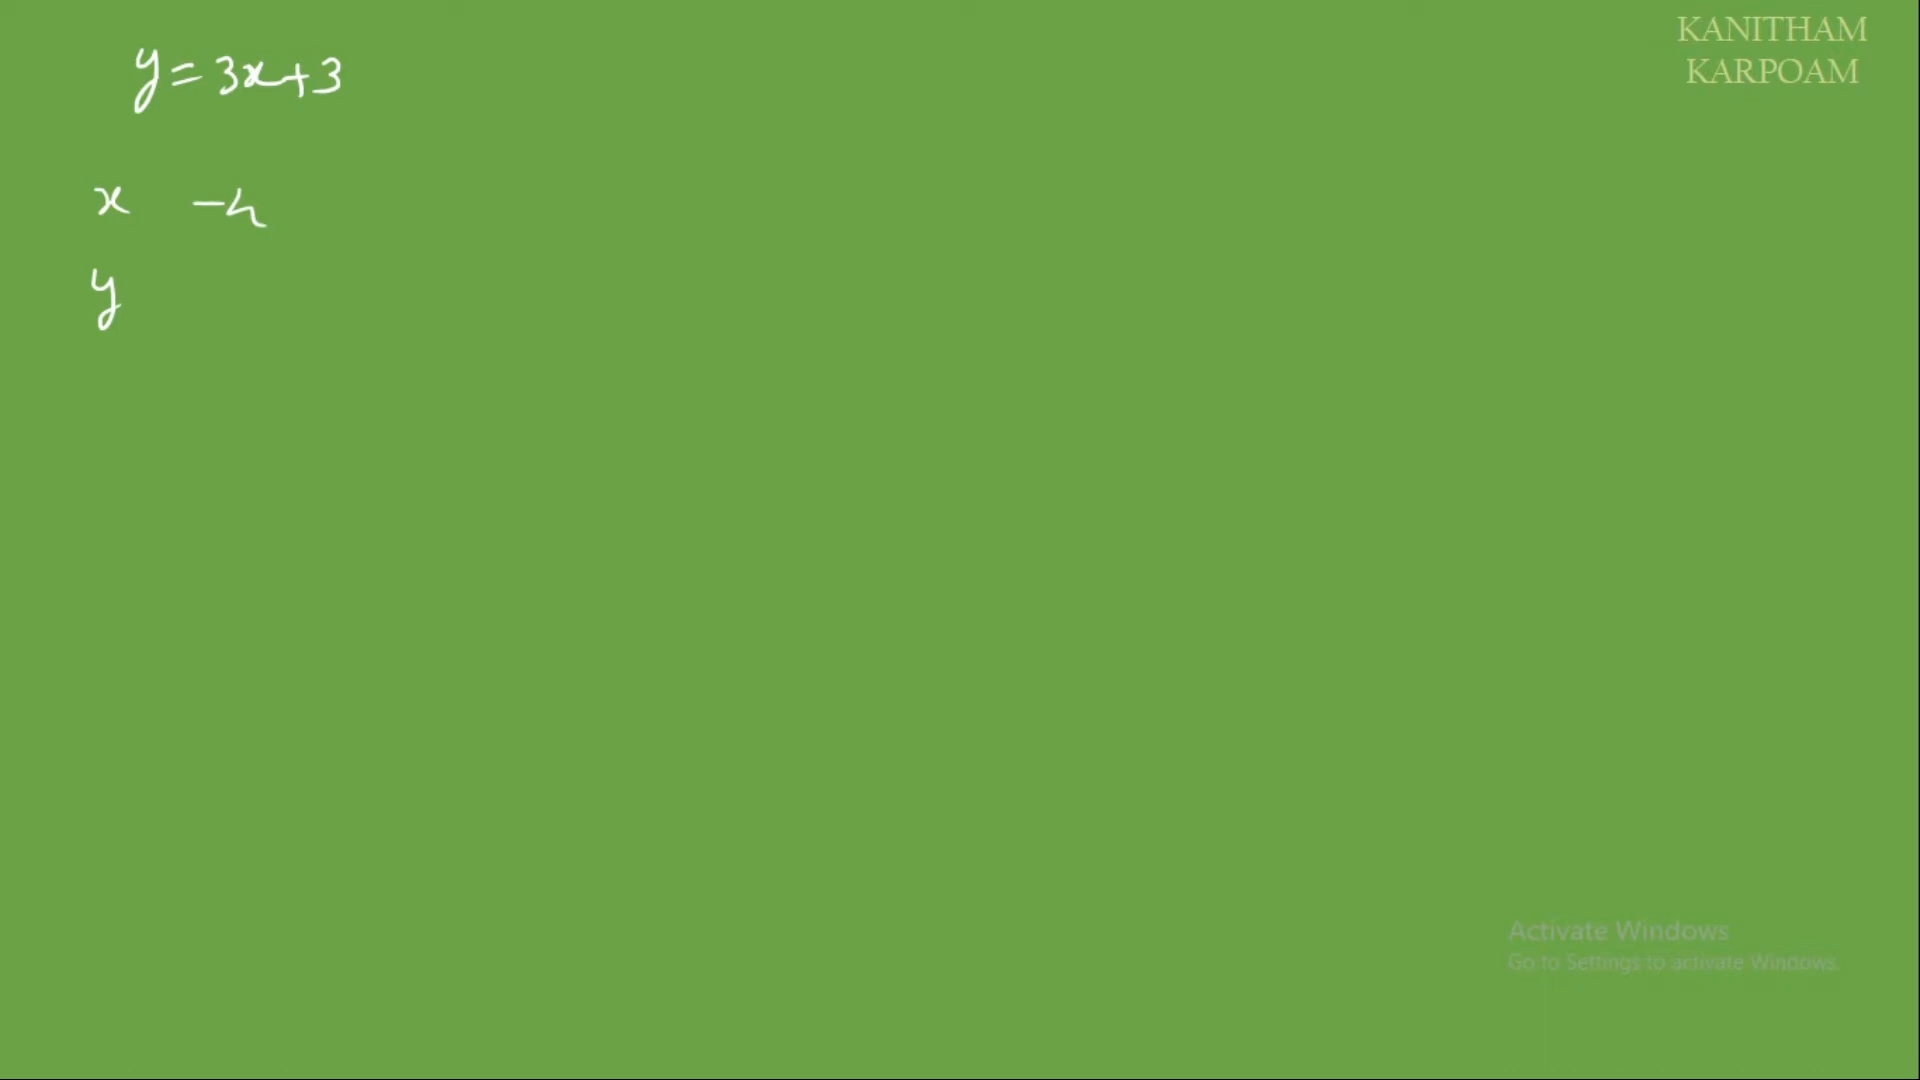 y = 3x+3
KANITHAM
KARPOAM
x -4
y
Activate Windows
Go to Settings to activate Windows.